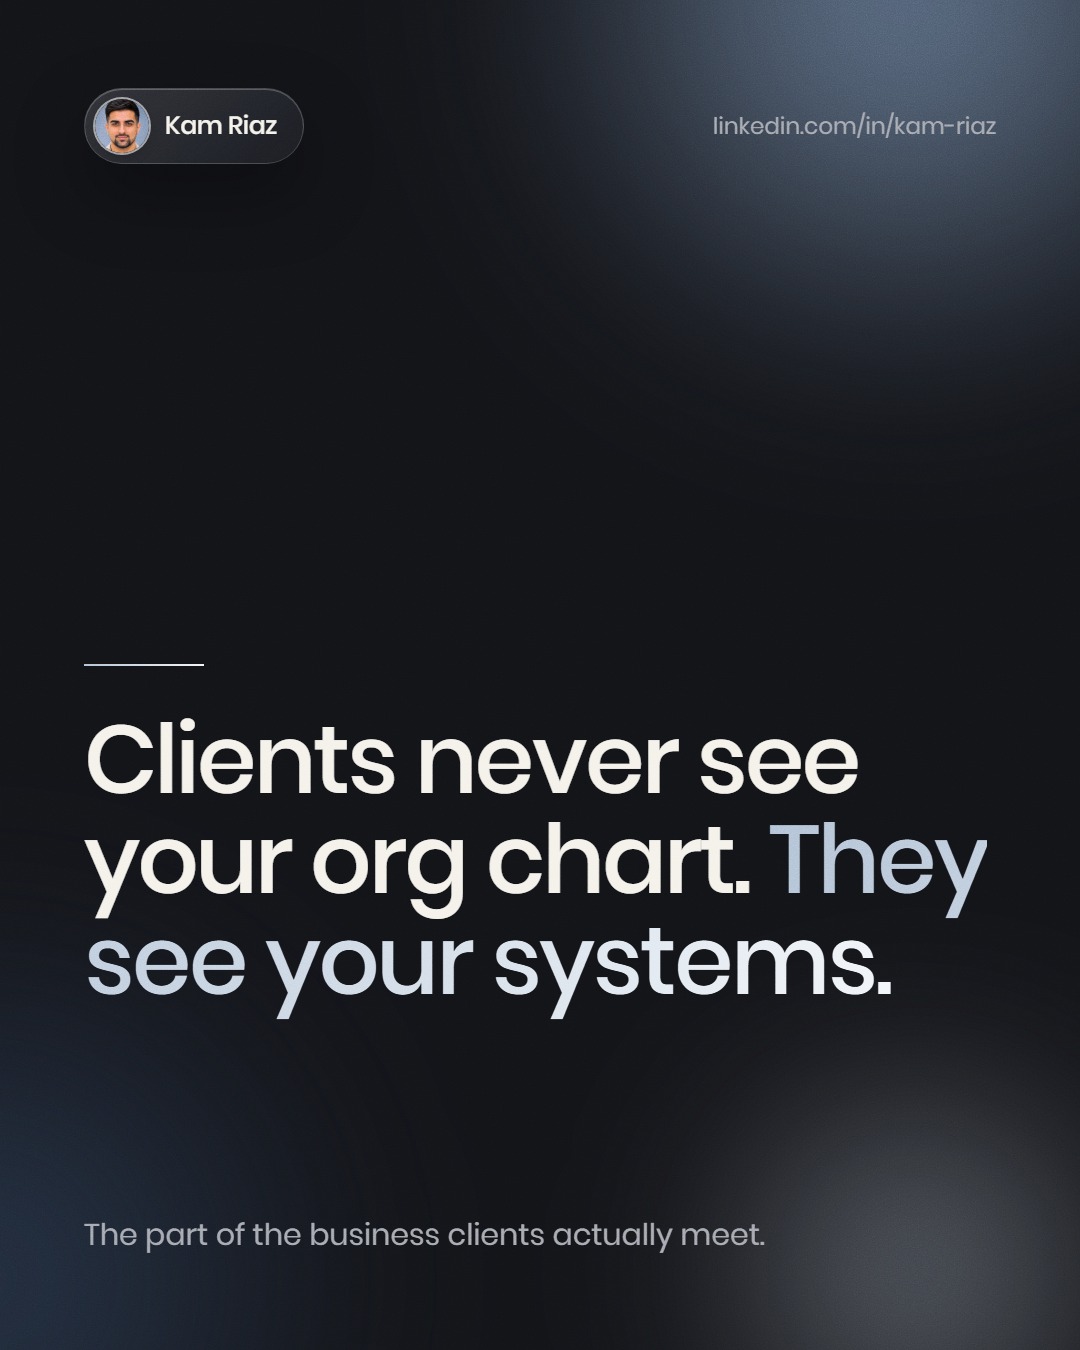 Kam Riaz
linkedin.com/in/kam-riaz
Clients never see
your org chart. They
see your systems.
The part of the business clients actually meet.